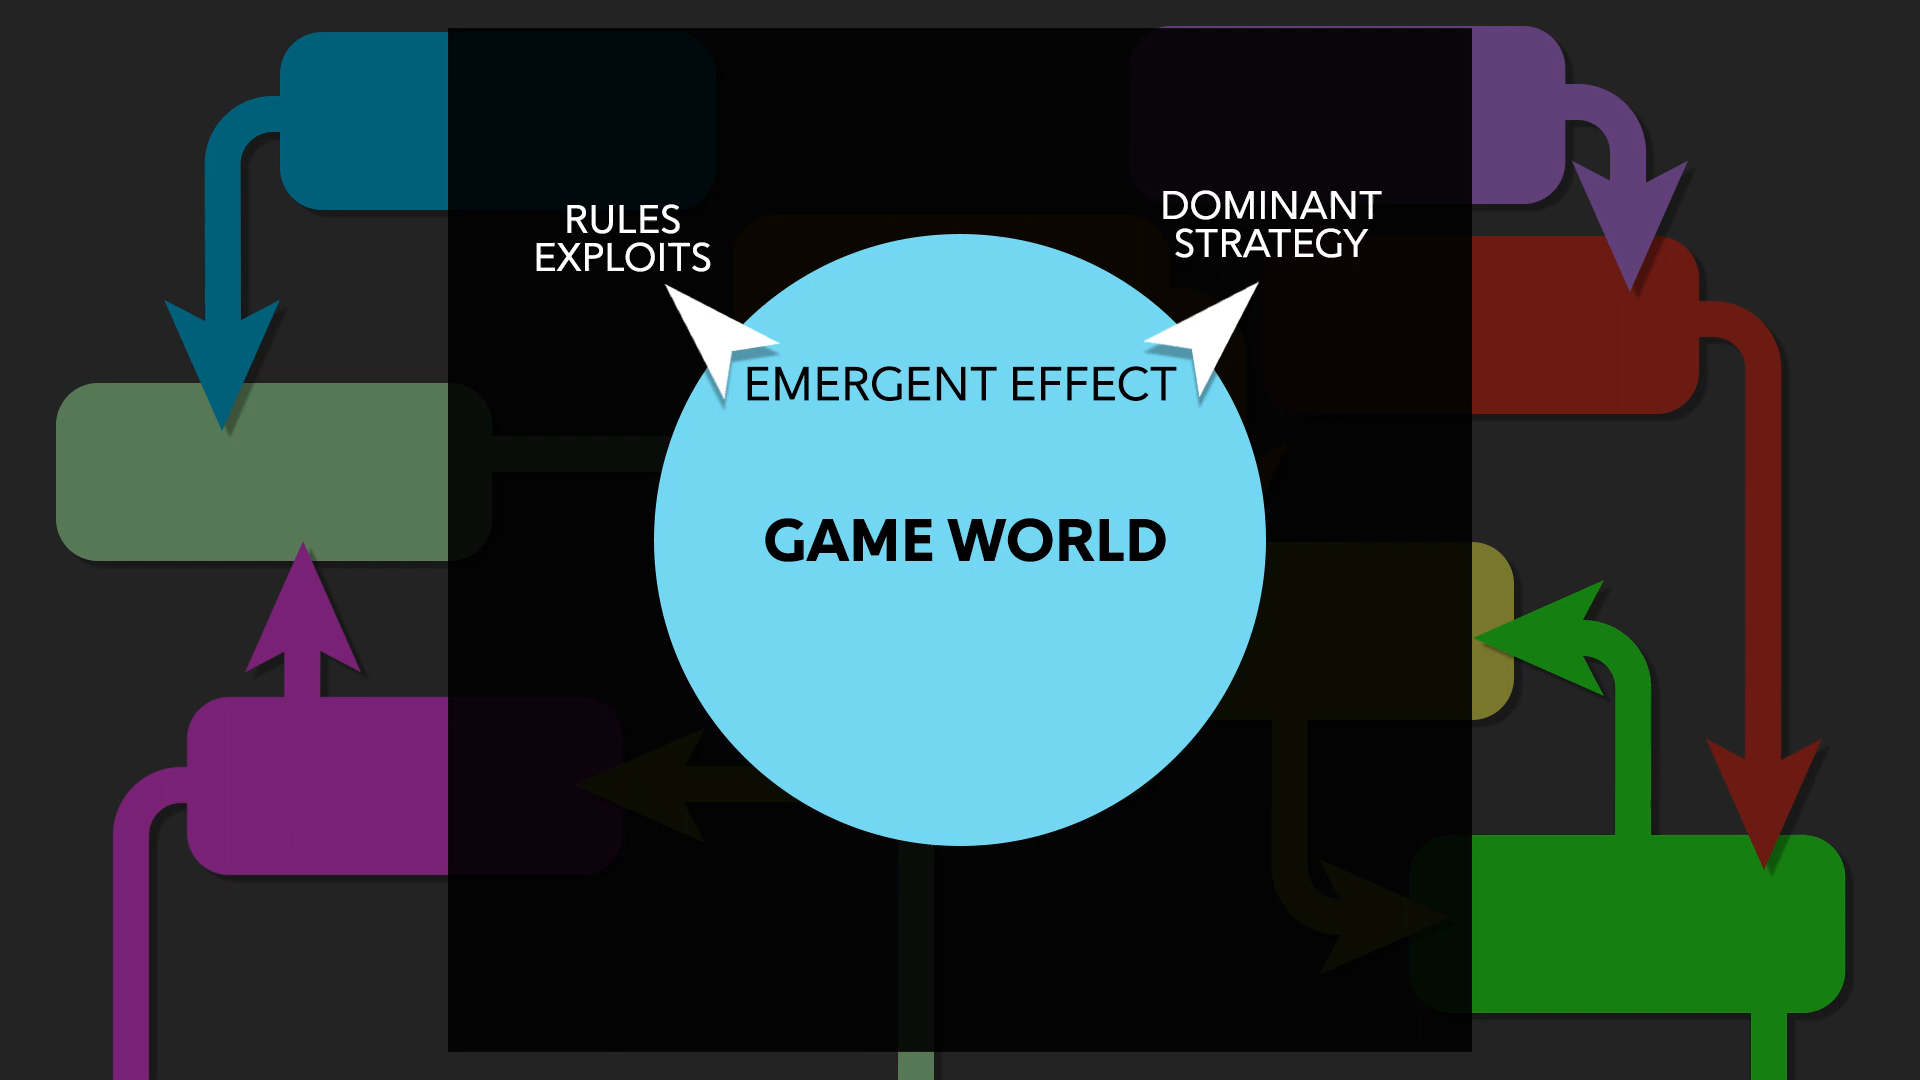 RULES
EXPLOITS
DOMINANT
STRATEGY
EMERGENT EFFECT
GAME WORLD